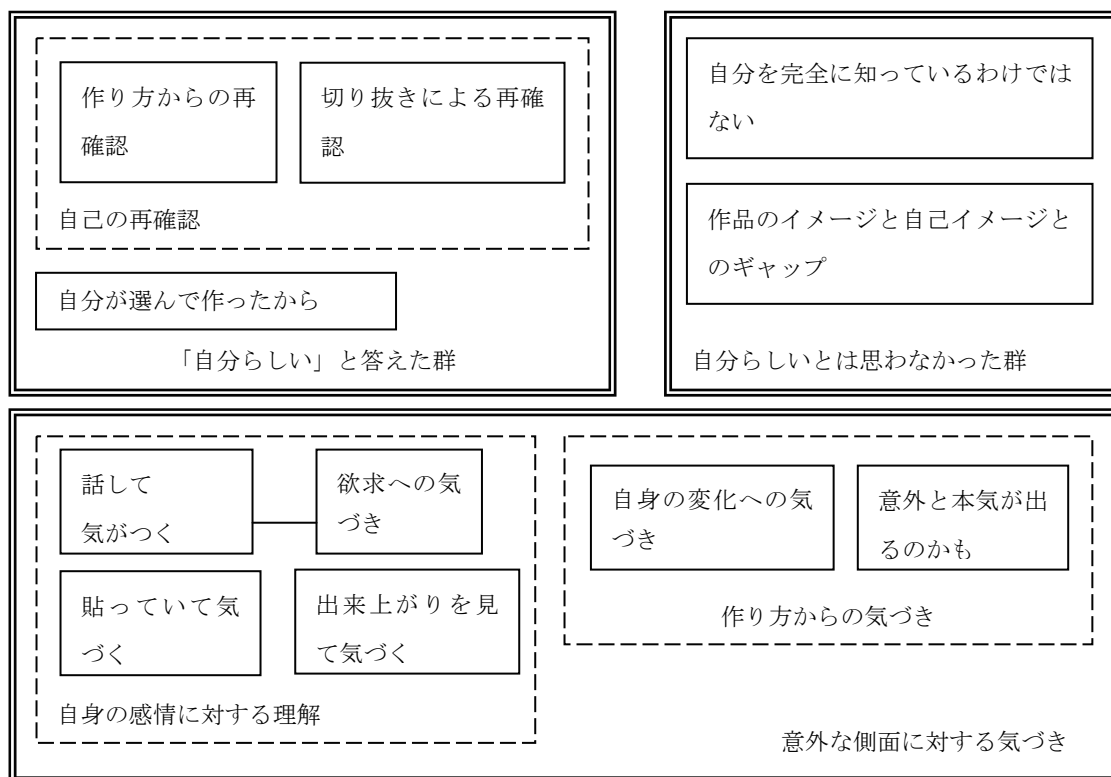 作り方からの再
確認
切り抜きによる再確
認
自己の再確認
自分が選んで作ったから
「自分らしい」と答えた群
自分を完全に知っているわけでは
ない
作品のイメージと自己イメージと
のギャップ
自分らしいとは思わなかった群
話して
気がつく
欲求への気
づき
貼っていて気
づく
出来上がりを見
て気づく
自身の感情に対する理解
自身の変化への気
づき
意外と本気が出
るのかも
作り方からの気づき
意外な側面に対する気づき